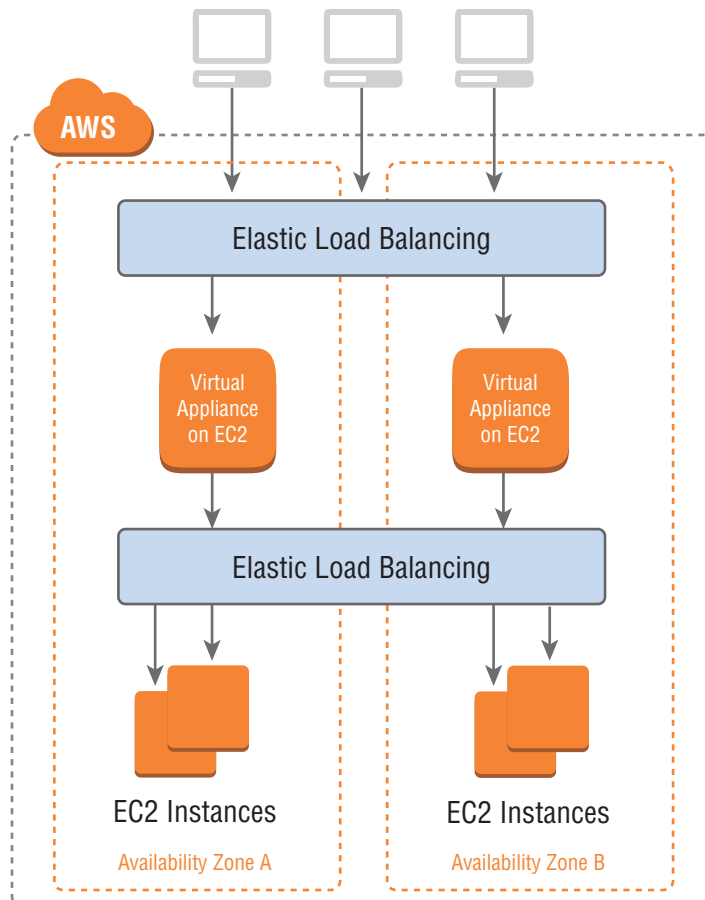 AWS
Elastic Load Balancing
Virtual
Appliance
on EC2
Virtual
Appliance
on EC2
Elastic Load Balancing
EC2 Instances
EC2 Instances
Availability Zone A
Availability Zone B